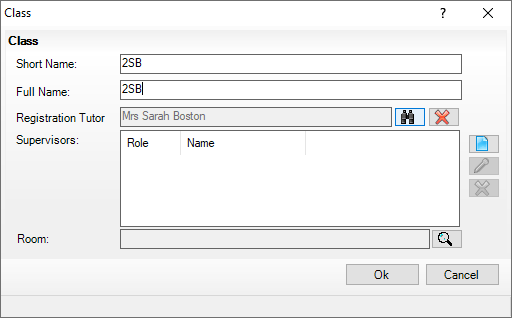 Class
?
Class
Short Name: 2SB
Full Name: 2SB
Registration Tutor Mrs Sarah Boston
Supervisors: Role Name
Room:
Ok Cancel